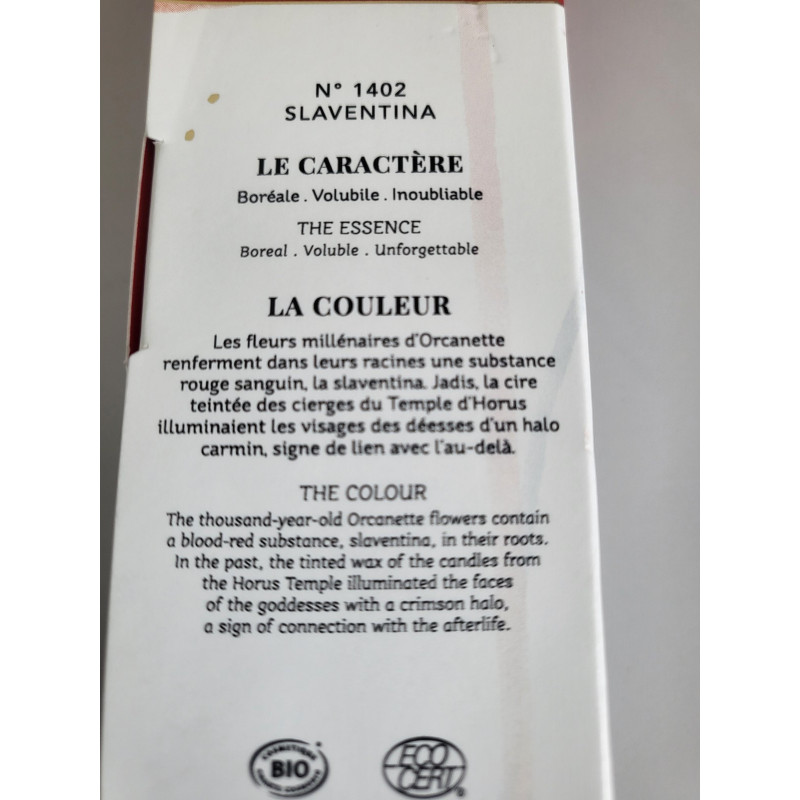 N° 1402
SLAVENTINA
LE CARACTÈRE
Boréale . Volubile . Inoubliable
THE ESSENCE
Boreal . Voluble . Unforgettable
LA COULEUR
Les fleurs millénaires d'Orcanette
renferment dans leurs racines une substance
rouge sanguin, la slaventina. Jadis, la cire
teintée des cierges du Temple d'Horus
illuminaient les visages des déesses d'un halo
carmin, signe de lien avec l'au-delà.
THE COLOUR
The thousand-year-old Orcanette flowers contain
a blood-red substance, slaventina, in their roots.
In the past, the tinted wax of the candles from
the Horus Temple illuminated the faces
of the goddesses with a crimson halo,
a sign of connection with the afterlife.
COSMETIQUE
BIO
ECO
CERT
®